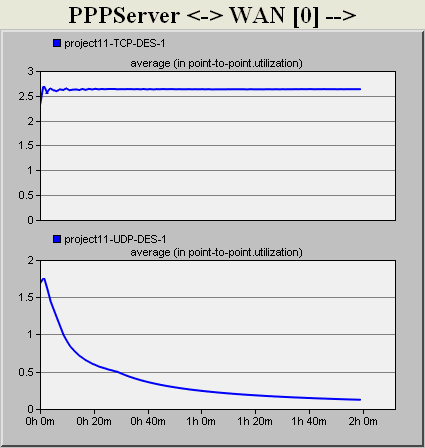 PPPServer <-> WAN [0] -->
project11-TCP-DES-1
average (in point-to-point.utilization)
3
2.5
2
1.5
1
0.5
0
project11-UDP-DES-1
average (in point-to-point.utilization)
2
1.5
1
0.5
0
0h 0m 0h 20m 0h 40m 1h 0m 1h 20m 1h 40m 2h 0m